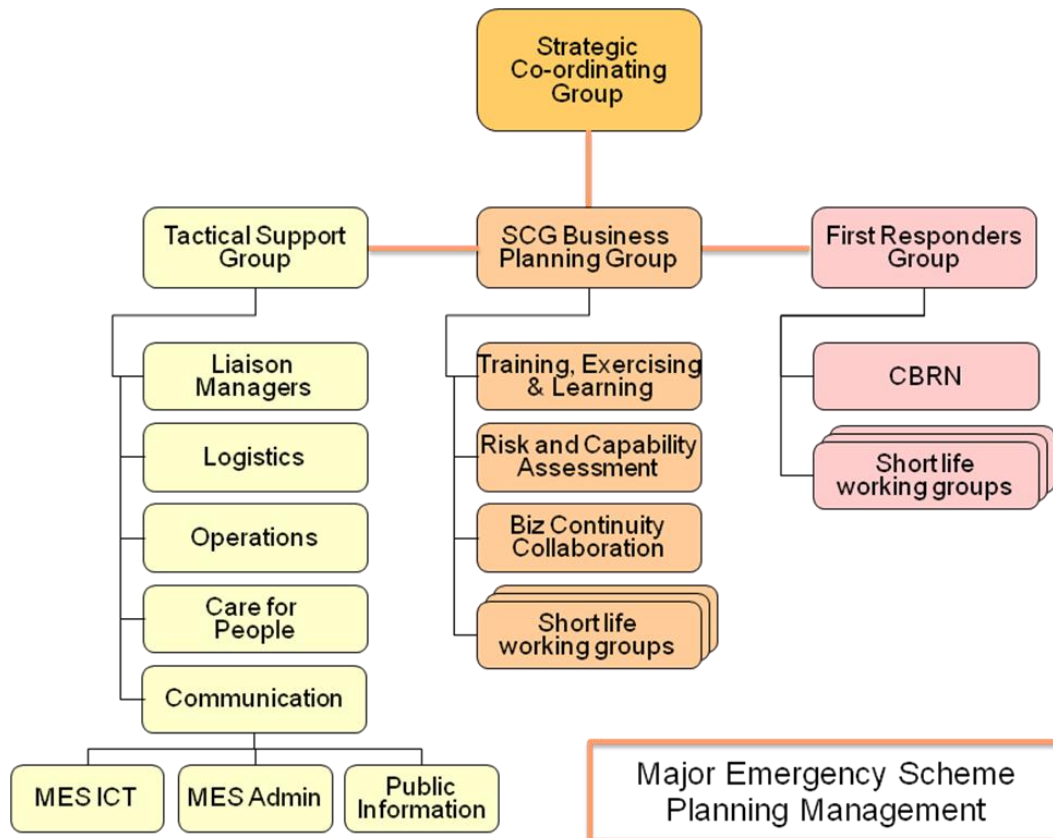 Strategic
Co-ordinating
Group
Tactical Support
Group
SCG Business
Planning Group
First Responders
Group
Liaison
Managers
Logistics
Operations
Care for
People
Communication
MES ICT
MES Admin
Public
Information
Training, Exercising
& Learning
Risk and Capability
Assessment
Biz Continuity
Collaboration
Short life
working groups
CBRN
Short life
working groups
Major Emergency Scheme
Planning Management